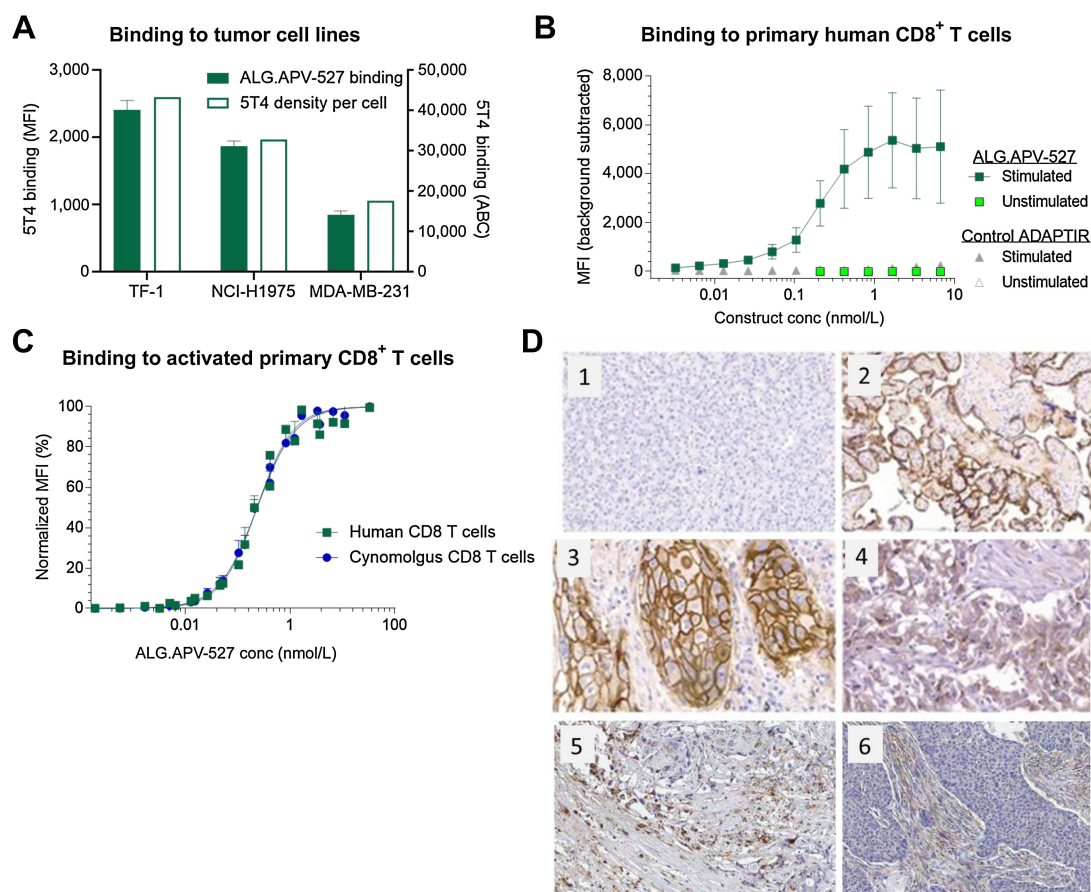 A
Binding to tumor cell lines
3,000
2,000
1,000
0
5T4 binding (MFI)
ALG.APV-527 binding
5T4 density per cell
50,000
40,000
30,000
20,000
10,000
0
5T4 binding (ABC)
TF-1
NCI-H1975
MDA-MB-231
B
Binding to primary human CD8+ T cells
8,000
6,000
4,000
2,000
0
MFI (background subtracted)
0.01
0.1
1
10
Construct conc (nmol/L)
ALG.APV-527
Stimulated
Unstimulated
Control ADAPTIR
Stimulated
Unstimulated
C
Binding to activated primary CD8+ T cells
100
80
60
40
20
0
Normalized MFI (%)
0.01
1
100
ALG.APV-527 conc (nmol/L)
Human CD8 T cells
Cynomolgus CD8 T cells
D
1
2
3
4
5
6